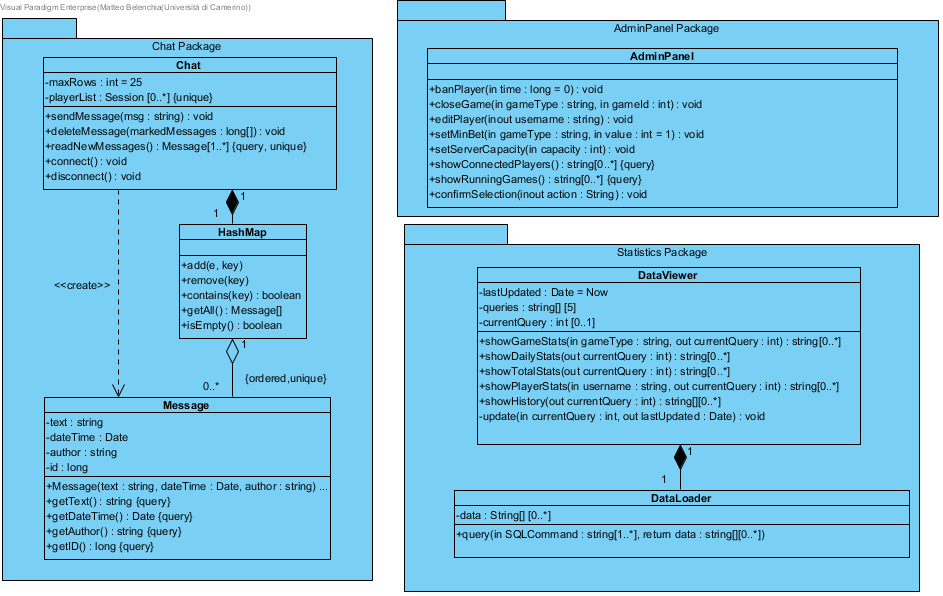 Visual Paradigm Enterprise(Matteo Belenchia(Università di Camerino))
Chat Package
Chat
-maxRows : int = 25
-playerList : Session [0..*] {unique}
+sendMessage(msg : string) : void
+deleteMessage(markedMessages : long[]) : void
+readNewMessages() : Message[1..*] {query, unique}
+connect() : void
+disconnect() : void
1
1
HashMap
+add(e, key)
+remove(key)
+contains(key) : boolean
+getAll() : Message[]
+isEmpty() : boolean
<<create>>
1
0..*
{ordered,unique}
Message
-text : string
-dateTime : Date
-author : string
-id : long
+Message(text : string, dateTime : Date, author : string) ...
+getText() : string {query}
+getDateTime() : Date {query}
+getAuthor() : string {query}
+getID() : long {query}
AdminPanel Package
AdminPanel
+banPlayer(in time : long = 0) : void
+closeGame(in gameType : string, in gameId : int) : void
+editPlayer(inout username : string) : void
+setMinBet(in gameType : string, in value : int = 1) : void
+setServerCapacity(in capacity : int) : void
+showConnectedPlayers() : string[0..*] {query}
+showRunningGames() : string[0..*] {query}
+confirmSelection(inout action : String) : void
Statistics Package
DataViewer
-lastUpdated : Date = Now
-queries : string[] [5]
-currentQuery : int [0..1]
+showGameStats(in gameType : string, out currentQuery : int) : string[0..*]
+showDailyStats(out currentQuery : int) : string[0..*]
+showTotalStats(out currentQuery : int) : string[0..*]
+showPlayerStats(in username : string, out currentQuery : int) : string[0..*]
+showHistory(out currentQuery : int) : string[][0..*]
-update(in currentQuery : int, out lastUpdated : Date) : void
1
1
DataLoader
-data : String[] [0..*]
+query(in SQLCommand : string[1..*], return data : string[][0..*])